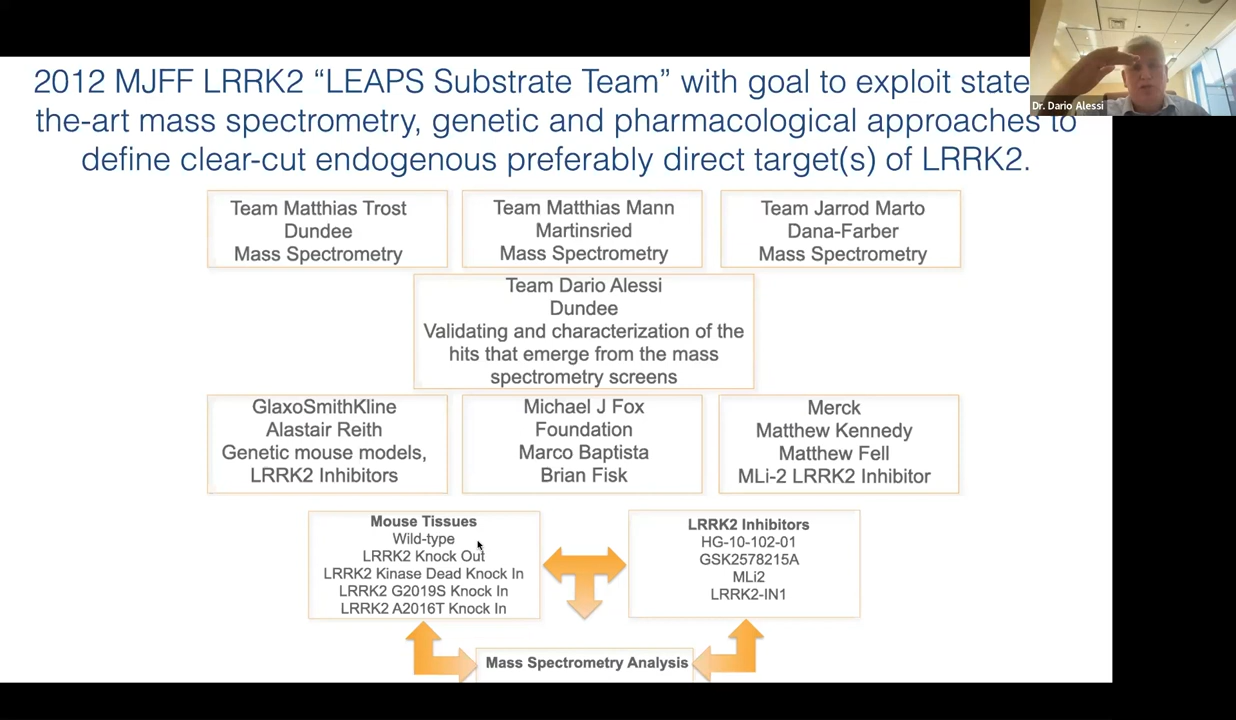 2012 MJFF LRRK2 “LEAPS Substrate Team” with goal to exploit state
the-art mass spectrometry, genetic and pharmacological approaches to
define clear-cut endogenous preferably direct target(s) of LRRK2.
Dr. Dario Alessi
Team Matthias Trost
Dundee
Mass Spectrometry
Team Matthias Mann
Martinsried
Mass Spectrometry
Team Jarrod Marto
Dana-Farber
Mass Spectrometry
Team Dario Alessi
Dundee
Validating and characterization of the
hits that emerge from the mass
spectrometry screens
GlaxoSmithKline
Alastair Reith
Genetic mouse models,
LRRK2 Inhibitors
Michael J Fox
Foundation
Marco Baptista
Brian Fisk
Merck
Matthew Kennedy
Matthew Fell
MLi-2 LRRK2 Inhibitor
Mouse Tissues
Wild-type
LRRK2 Knock Out
LRRK2 Kinase Dead Knock In
LRRK2 G2019S Knock In
LRRK2 A2016T Knock In
LRRK2 Inhibitors
HG-10-102-01
GSK2578215A
MLi2
LRRK2-IN1
Mass Spectrometry Analysis